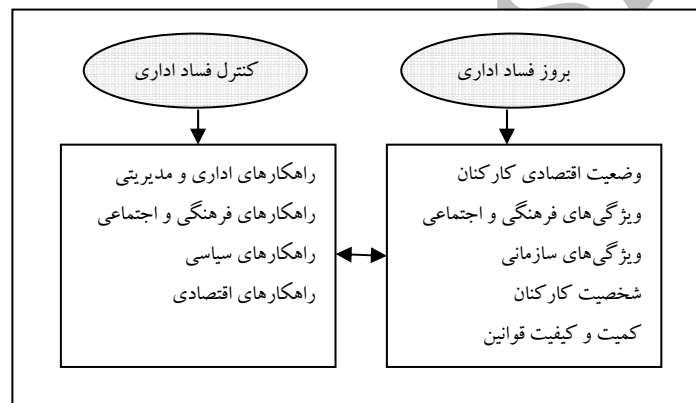 بروز فساد اداری
وضعیت اقتصادی کارکنان
ویژگی‌های فرهنگی و اجتماعی
ویژگی‌های سازمانی
شخصیت کارکنان
کمیت و کیفیت قوانین
کنترل فساد اداری
راهکارهای اداری و مدیریتی
راهکارهای فرهنگی و اجتماعی
راهکارهای سیاسی
راهکارهای اقتصادی